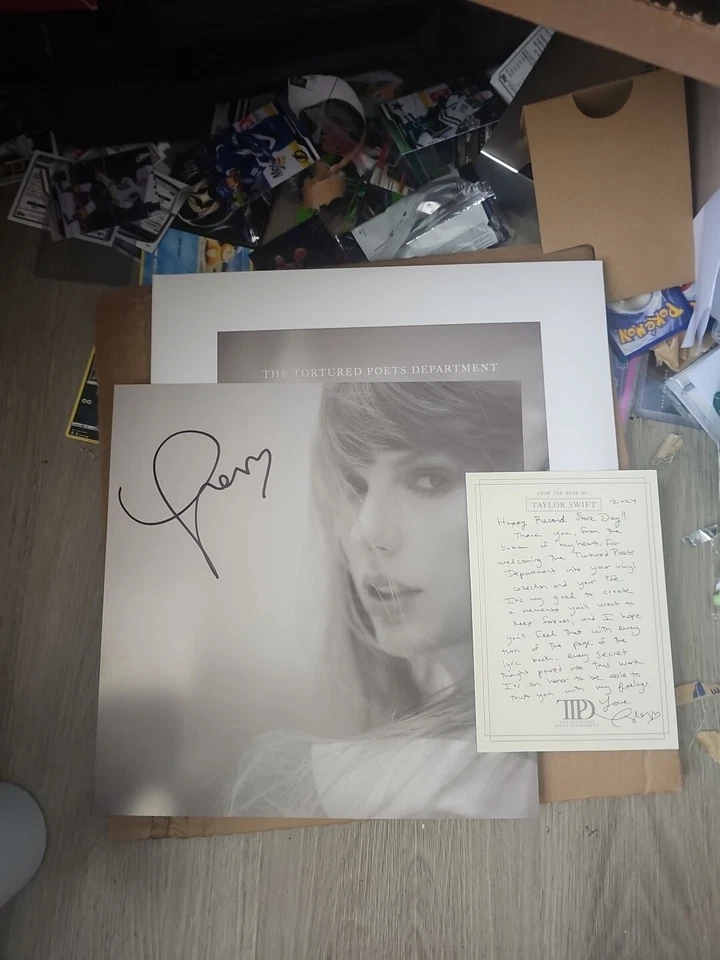 POKÉMON
THE TORTURED POETS DEPARTMENT
FROM THE DESK OF
TAYLOR SWIFT
2024
Happy Record Store Day!!
Thank you, from the
bottom of my heart, for
welcoming The Tortured Poets
Department into your vinyl
collection and your life.
It's my goal to create
a memento you'll want to
keep forever, and I hope
you'll feel that with every
turn of the page of the
lyric book, every secret
thought poured into this work.
It's an honor to be able to
trust you with my feelings.
Love,
TTPD
THE TORTURED
POETS DEPARTMENT